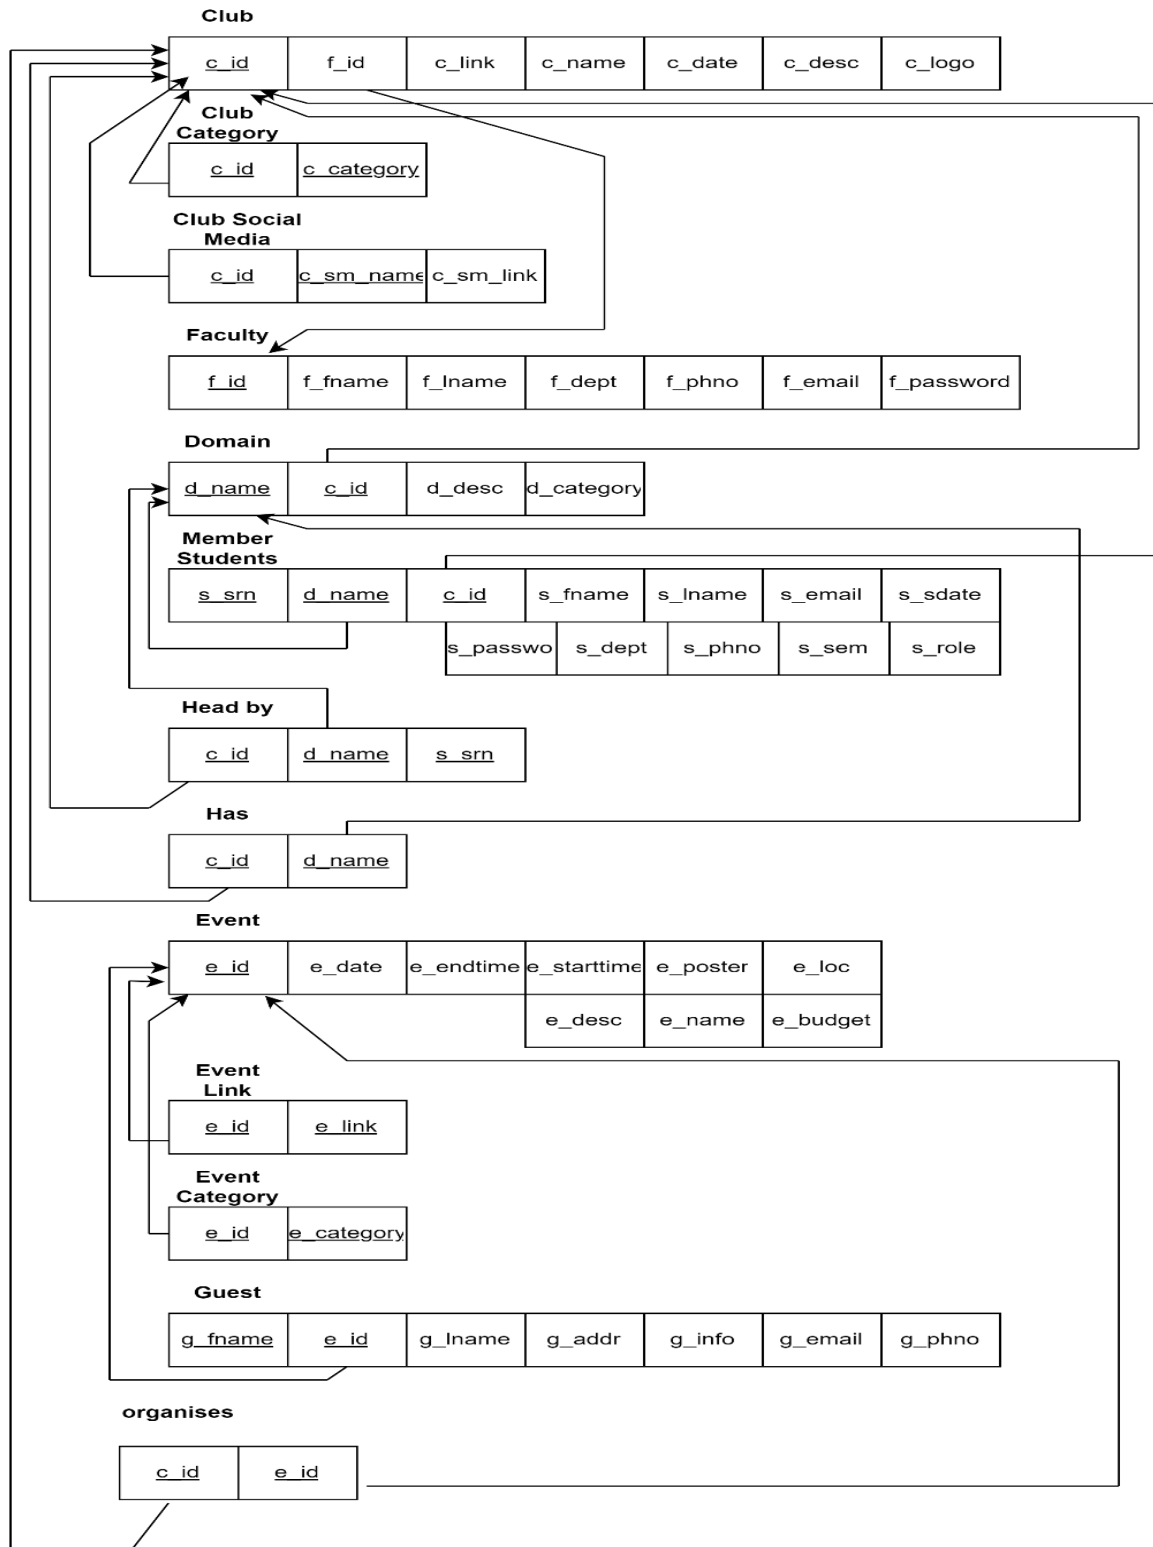 Club
c_id f_id c_link c_name c_date c_desc c_logo
Club
Category
c_id c_category
Club Social
Media
c_id c_sm_name c_sm_link
Faculty
f_id f_fname f_lname f_dept f_phno f_email f_password
Domain
d_name c_id d_desc d_category
Member
Students
s_srn d_name c_id s_fname s_lname s_email s_sdate
s_passwo s_dept s_phno s_sem s_role
Head by
c_id d_name s_srn
Has
c_id d_name
Event
e_id e_date e_endtime e_starttime e_poster e_loc
e_desc e_name e_budget
Event
Link
e_id e_link
Event
Category
e_id e_category
Guest
g_fname e_id g_lname g_addr g_info g_email g_phno
organises
c_id e_id